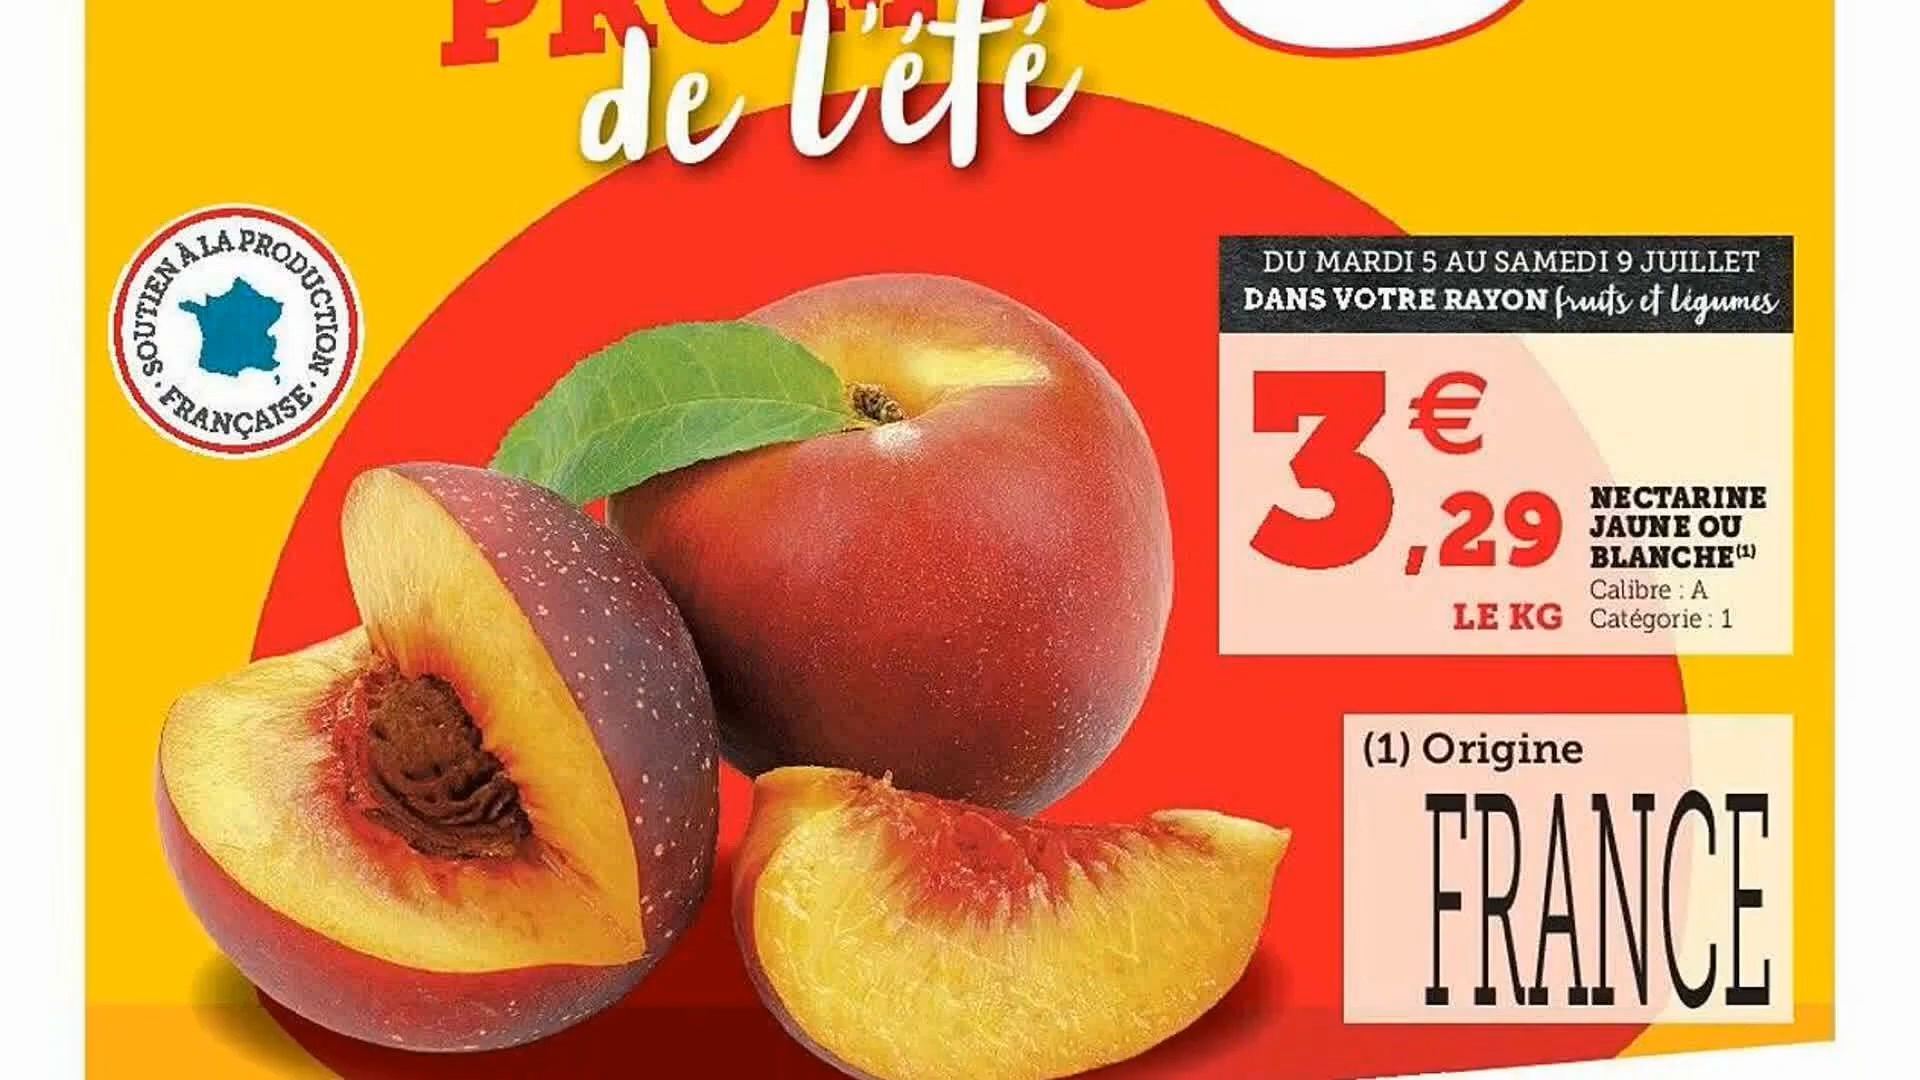 de l'été
SOUTIEN À LA PRODUCTION
· FRANÇAISE ·
DU MARDI 5 AU SAMEDI 9 JUILLET
DANS VOTRE RAYON fruits et légumes
3€,29
LE KG
NECTARINE
JAUNE OU
BLANCHE(1)
Calibre : A
Catégorie : 1
(1) Origine
FRANCE